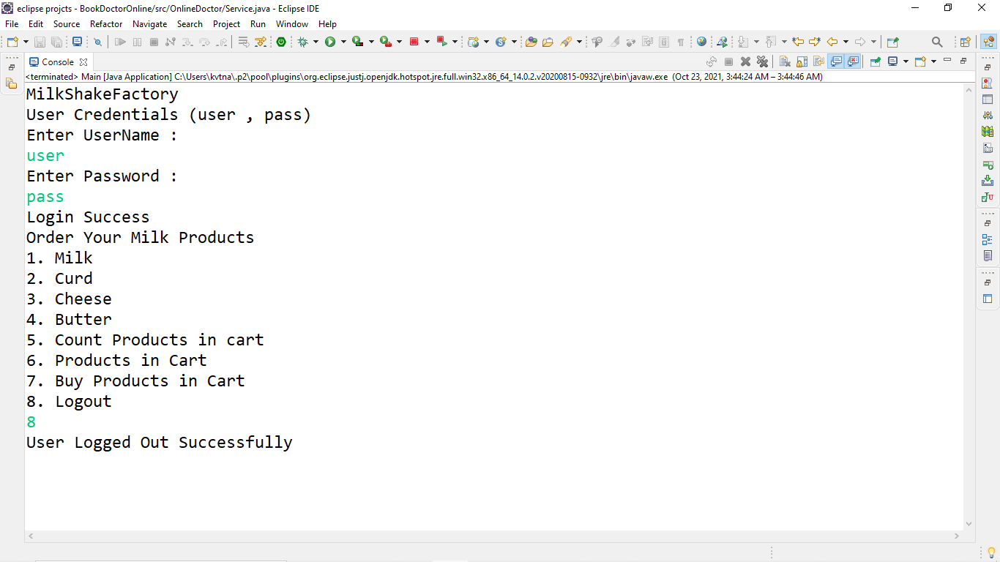 eclipse projcts - BookDoctorOnline/src/OnlineDoctor/Service.java - Eclipse IDE
File Edit Source Refactor Navigate Search Project Run Window Help
Console
<terminated> Main [Java Application] C:\Users\kvtna\.p2\pool\plugins\org.eclipse.justj.openjdk.hotspot.jre.full.win32.x86_64_14.0.2.v20200815-0932\jre\bin\javaw.exe (Oct 23, 2021, 3:44:24 AM – 3:44:46 AM)
MilkShakeFactory
User Credentials (user , pass)
Enter UserName :
user
Enter Password :
pass
Login Success
Order Your Milk Products
1. Milk
2. Curd
3. Cheese
4. Butter
5. Count Products in cart
6. Products in Cart
7. Buy Products in Cart
8. Logout
8
User Logged Out Successfully